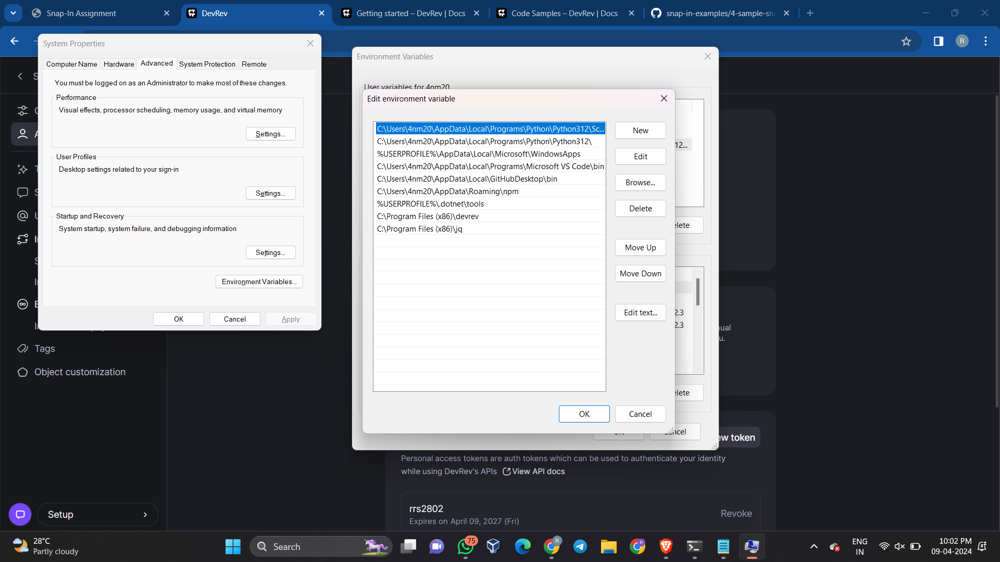 Snap-In Assignment
DevRev
Getting started – DevRev | Docs
Code Samples – DevRev | Docs
snap-in-examples/4-sample-sna
R
System Properties
Computer Name
Hardware
Advanced
System Protection
Remote
You must be logged on as an Administrator to make most of these changes.
Performance
Visual effects, processor scheduling, memory usage, and virtual memory
Settings...
User Profiles
Desktop settings related to your sign-in
Settings...
Startup and Recovery
System startup, system failure, and debugging information
Settings...
Environment Variables...
OK
Cancel
Apply
Tags
Object customization
Setup
Environment Variables
User variables for 4nm20
Edit environment variable
C:\Users\4nm20\AppData\Local\Programs\Python\Python312\Sc...
C:\Users\4nm20\AppData\Local\Programs\Python\Python312\
%USERPROFILE%\AppData\Local\Microsoft\WindowsApps
C:\Users\4nm20\AppData\Local\Programs\Microsoft VS Code\bin
C:\Users\4nm20\AppData\Local\GitHubDesktop\bin
C:\Users\4nm20\AppData\Roaming\npm
%USERPROFILE%\.dotnet\tools
C:\Program Files (x86)\devrev
C:\Program Files (x86)\jq
New
Edit
Browse...
Delete
Move Up
Move Down
Edit text...
OK
Cancel
12...
elete
2.3
2.3
elete
ancel
nual
u.
ew token
Personal access tokens are auth tokens which can be used to authenticate your identity
while using DevRev's APIs View API docs
rrs2802
Expires on April 09, 2027 (Fri)
Revoke
28°C
Partly cloudy
Search
75
R
R
ENG
IN
10:02 PM
09-04-2024